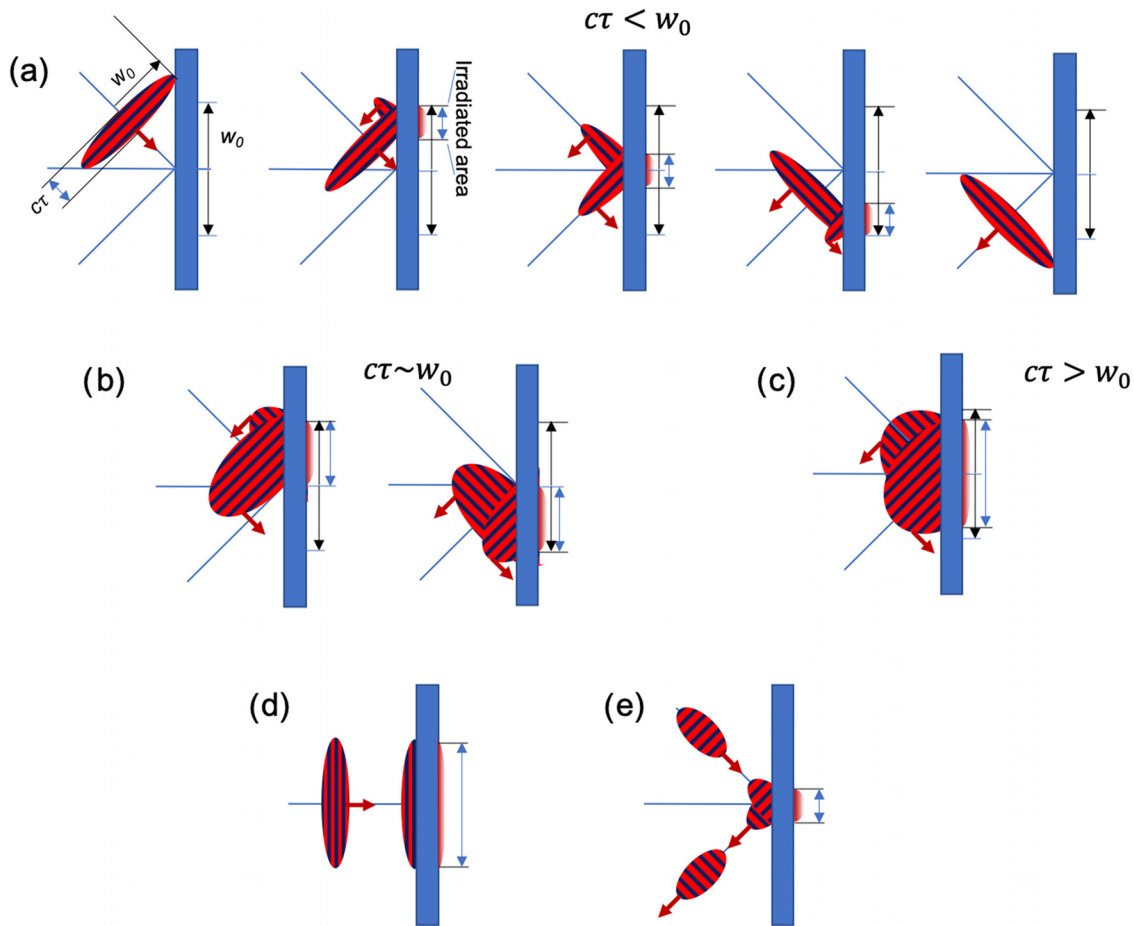 cτ < w₀
(a)
w₀
w₀
cτ
Irradiated area
(b)
cτ~w₀
(c)
cτ > w₀
(d)
(e)